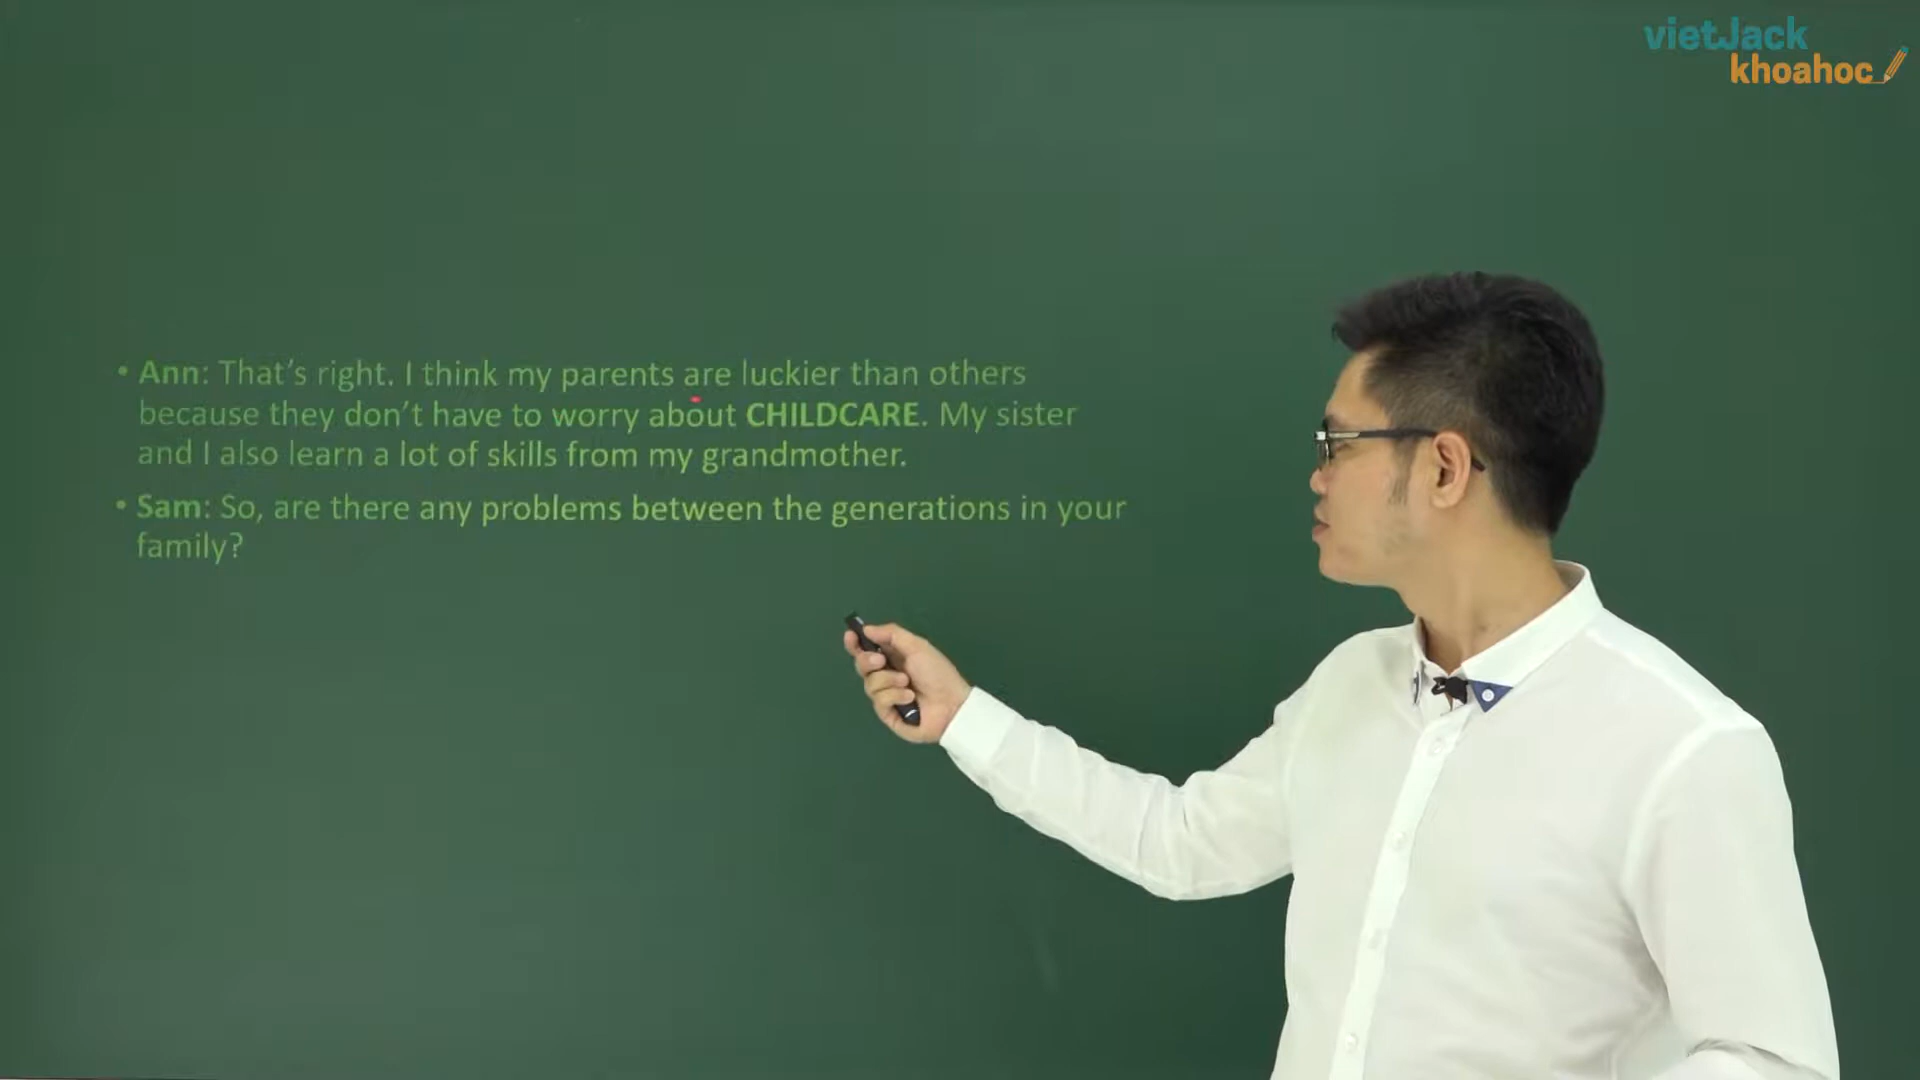 vietJack
khoahoc
• Ann: That's right. I think my parents are luckier than others
because they don't have to worry about CHILDCARE. My sister
and I also learn a lot of skills from my grandmother.
• Sam: So, are there any problems between the generations in your
family?